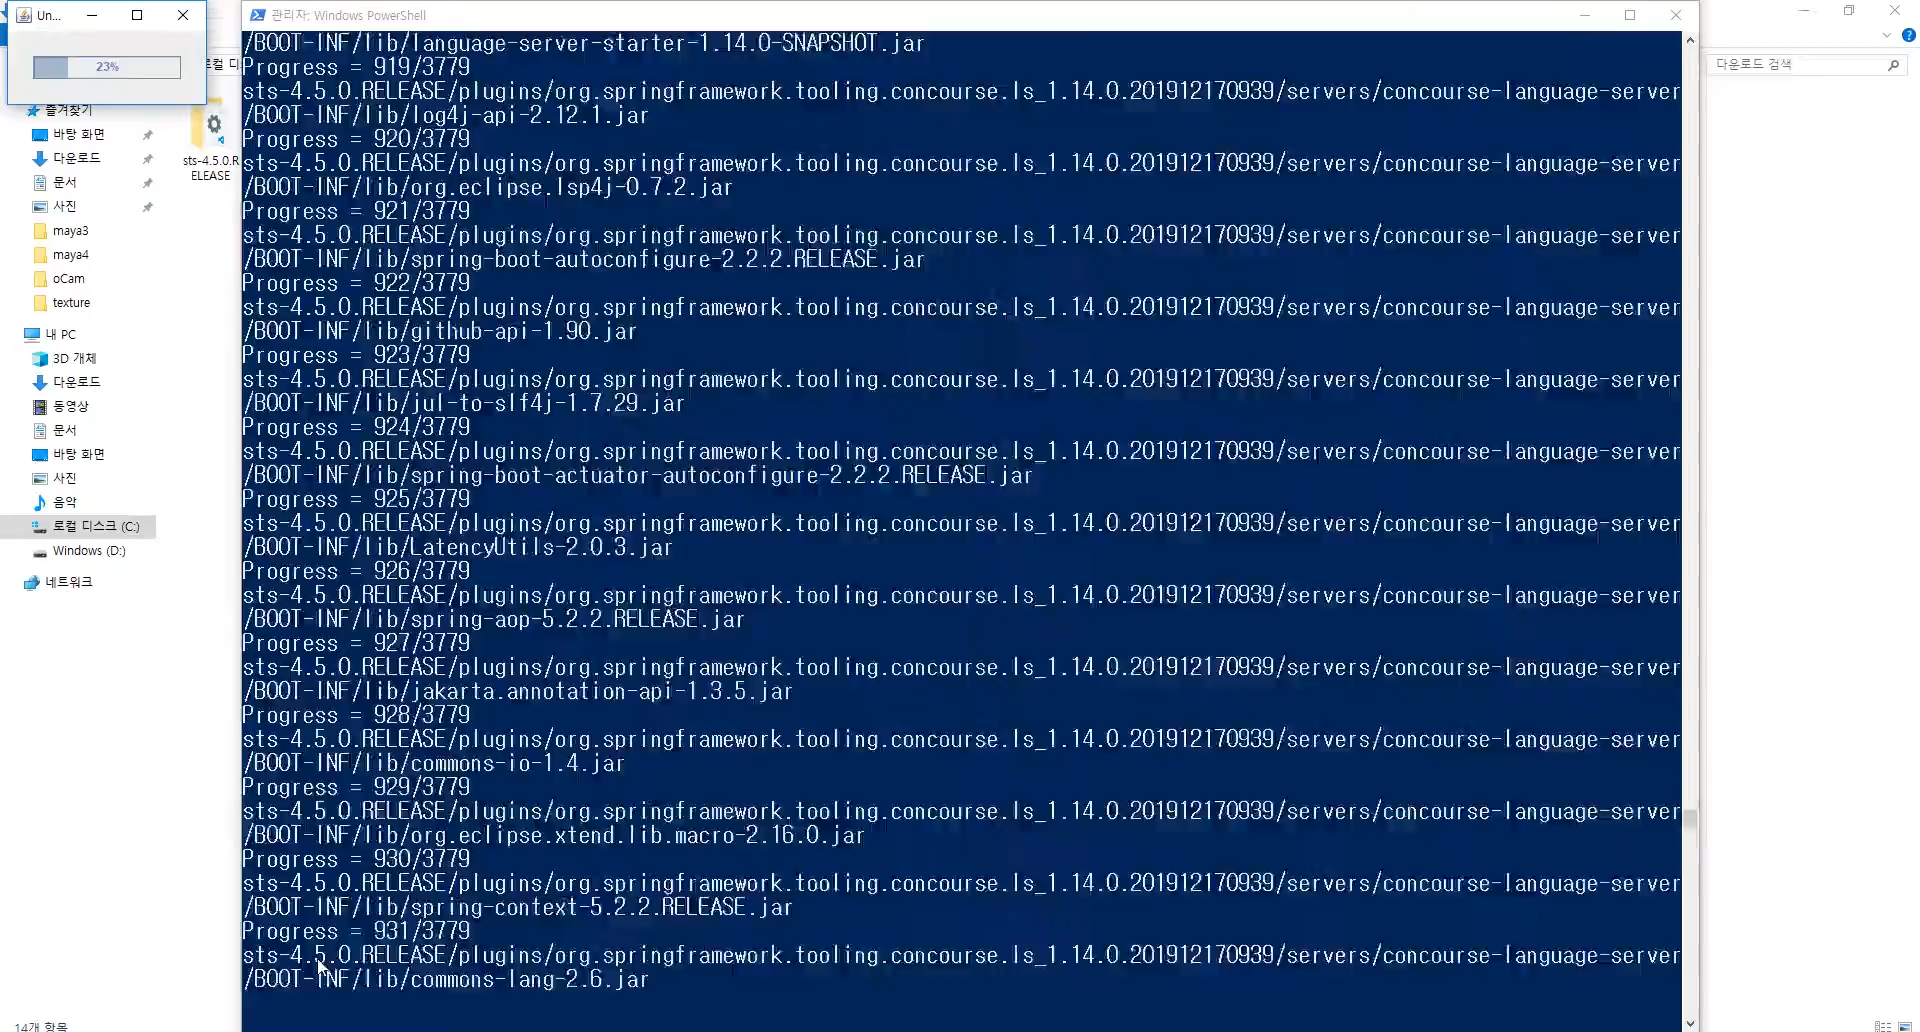 Un...
23%
관리자: Windows PowerShell
로컬 디
다운로드 검색
즐겨찾기
바탕 화면
다운로드
문서
사진
maya3
maya4
oCam
texture
내 PC
3D 개체
다운로드
동영상
문서
바탕 화면
사진
음악
로컬 디스크 (C:)
Windows (D:)
네트워크
14개 항목
sts-4.5.0.R
ELEASE
/BOOT-INF/lib/language-server-starter-1.14.0-SNAPSHOT.jar
Progress = 919/3779
sts-4.5.0.RELEASE/plugins/org.springframework.tooling.concourse.ls_1.14.0.201912170939/servers/concourse-language-server
/BOOT-INF/lib/log4j-api-2.12.1.jar
Progress = 920/3779
sts-4.5.0.RELEASE/plugins/org.springframework.tooling.concourse.ls_1.14.0.201912170939/servers/concourse-language-server
/BOOT-INF/lib/org.eclipse.lsp4j-0.7.2.jar
Progress = 921/3779
sts-4.5.0.RELEASE/plugins/org.springframework.tooling.concourse.ls_1.14.0.201912170939/servers/concourse-language-server
/BOOT-INF/lib/spring-boot-autoconfigure-2.2.2.RELEASE.jar
Progress = 922/3779
sts-4.5.0.RELEASE/plugins/org.springframework.tooling.concourse.ls_1.14.0.201912170939/servers/concourse-language-server
/BOOT-INF/lib/github-api-1.90.jar
Progress = 923/3779
sts-4.5.0.RELEASE/plugins/org.springframework.tooling.concourse.ls_1.14.0.201912170939/servers/concourse-language-server
/BOOT-INF/lib/jul-to-slf4j-1.7.29.jar
Progress = 924/3779
sts-4.5.0.RELEASE/plugins/org.springframework.tooling.concourse.ls_1.14.0.201912170939/servers/concourse-language-server
/BOOT-INF/lib/spring-boot-actuator-autoconfigure-2.2.2.RELEASE.jar
Progress = 925/3779
sts-4.5.0.RELEASE/plugins/org.springframework.tooling.concourse.ls_1.14.0.201912170939/servers/concourse-language-server
/BOOT-INF/lib/LatencyUtils-2.0.3.jar
Progress = 926/3779
sts-4.5.0.RELEASE/plugins/org.springframework.tooling.concourse.ls_1.14.0.201912170939/servers/concourse-language-server
/BOOT-INF/lib/spring-aop-5.2.2.RELEASE.jar
Progress = 927/3779
sts-4.5.0.RELEASE/plugins/org.springframework.tooling.concourse.ls_1.14.0.201912170939/servers/concourse-language-server
/BOOT-INF/lib/jakarta.annotation-api-1.3.5.jar
Progress = 928/3779
sts-4.5.0.RELEASE/plugins/org.springframework.tooling.concourse.ls_1.14.0.201912170939/servers/concourse-language-server
/BOOT-INF/lib/commons-io-1.4.jar
Progress = 929/3779
sts-4.5.0.RELEASE/plugins/org.springframework.tooling.concourse.ls_1.14.0.201912170939/servers/concourse-language-server
/BOOT-INF/lib/org.eclipse.xtend.lib.macro-2.16.0.jar
Progress = 930/3779
sts-4.5.0.RELEASE/plugins/org.springframework.tooling.concourse.ls_1.14.0.201912170939/servers/concourse-language-server
/BOOT-INF/lib/spring-context-5.2.2.RELEASE.jar
Progress = 931/3779
sts-4.5.0.RELEASE/plugins/org.springframework.tooling.concourse.ls_1.14.0.201912170939/servers/concourse-language-server
/BOOT-INF/lib/commons-lang-2.6.jar